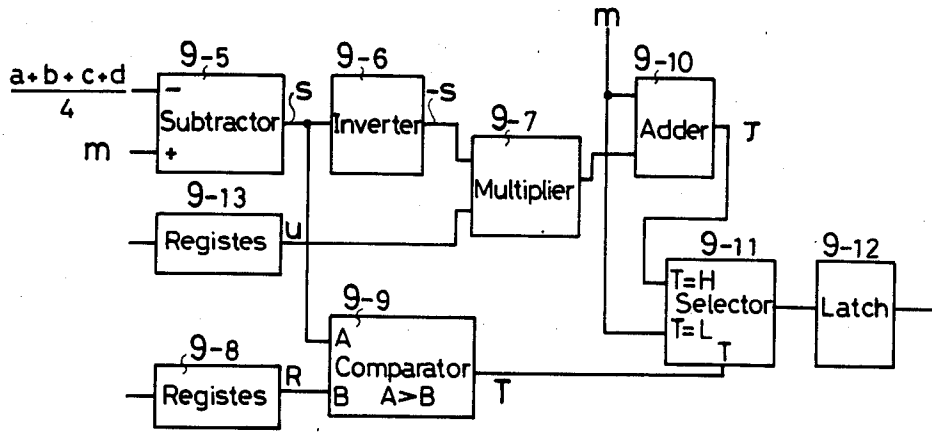 m
9-5
9-6
9-10
a+b+c+d
4
−
s
-s
9-7
Subtractor
Inverter
Adder
J
m
+
Multiplier
9-13
Registes
u
9-11
9-12
9-9
T=H
Selector
Latch
T=L
T
9-8
A
Comparator
T
Registes
R
B
A>B